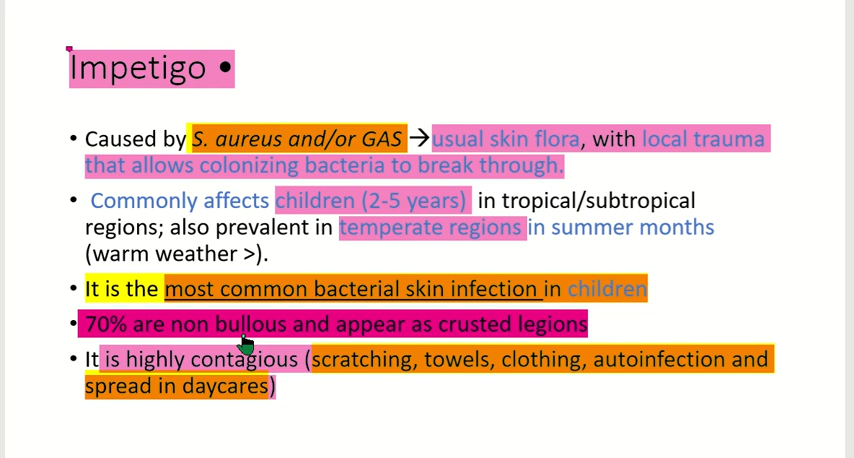 Impetigo •
• Caused by S. aureus and/or GAS →usual skin flora, with local trauma
that allows colonizing bacteria to break through.
• Commonly affects children (2-5 years) in tropical/subtropical
regions; also prevalent in temperate regions in summer months
(warm weather >).
• It is the most common bacterial skin infection in children
• 70% are non bullous and appear as crusted legions
• It is highly contagious (scratching, towels, clothing, autoinfection and
spread in daycares)